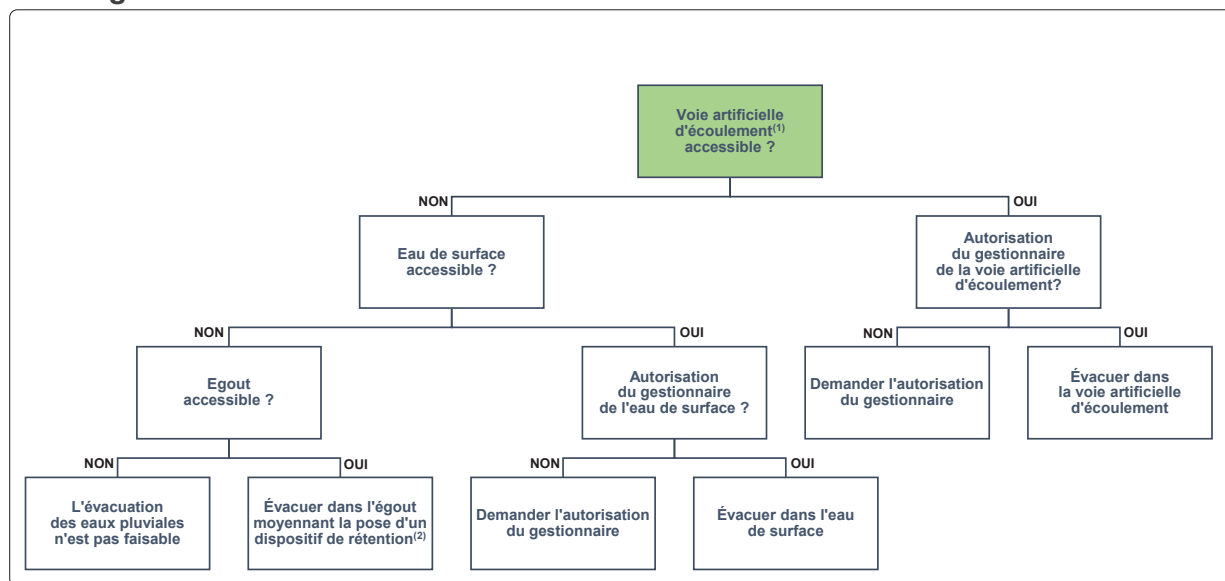 Voie artificielle
d'écoulement(1)
accessible ?
NON
OUI
Eau de surface
accessible ?
Autorisation
du gestionnaire
de la voie artificielle
d'écoulement?
NON
OUI
NON
OUI
Egout
accessible ?
Autorisation
du gestionnaire
de l'eau de surface ?
Demander l'autorisation
du gestionnaire
Évacuer dans
la voie artificielle
d'écoulement
NON
OUI
NON
OUI
L'évacuation
des eaux pluviales
n'est pas faisable
Évacuer dans l'égout
moyennant la pose d'un
dispositif de rétention(2)
Demander l'autorisation
du gestionnaire
Évacuer dans l'eau
de surface